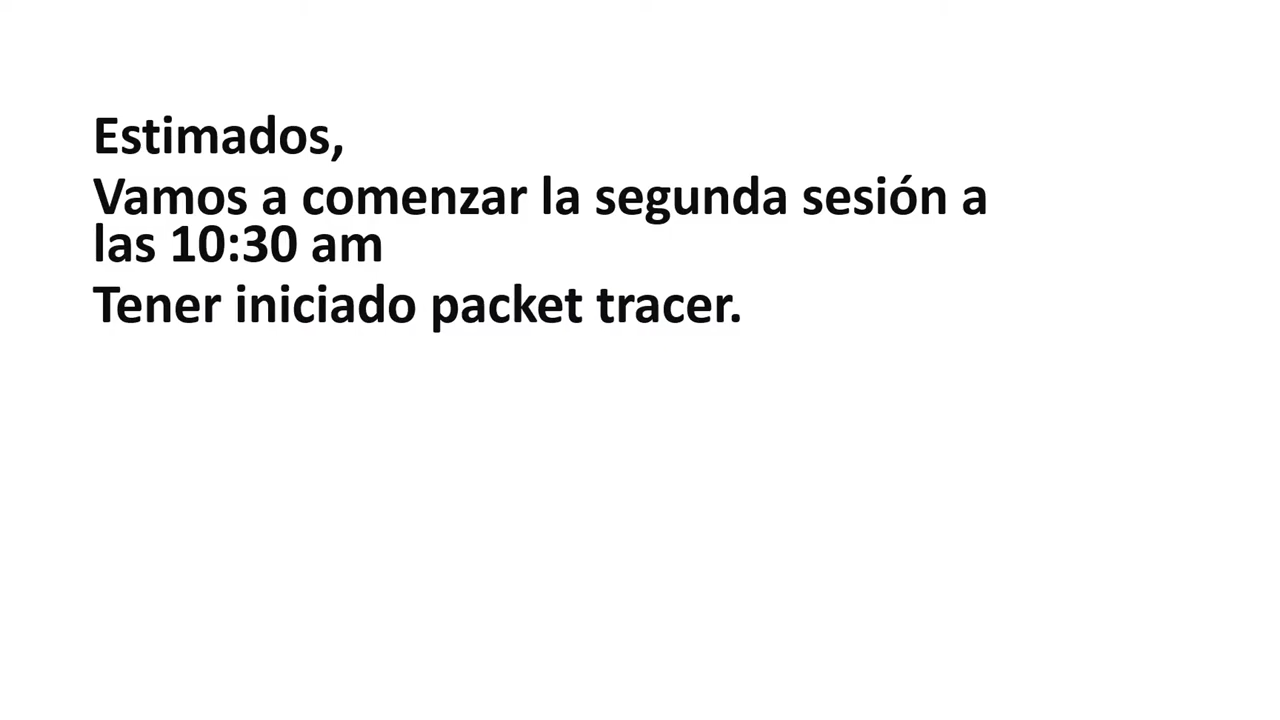 Estimados,
Vamos a comenzar la segunda sesión a
las 10:30 am
Tener iniciado packet tracer.